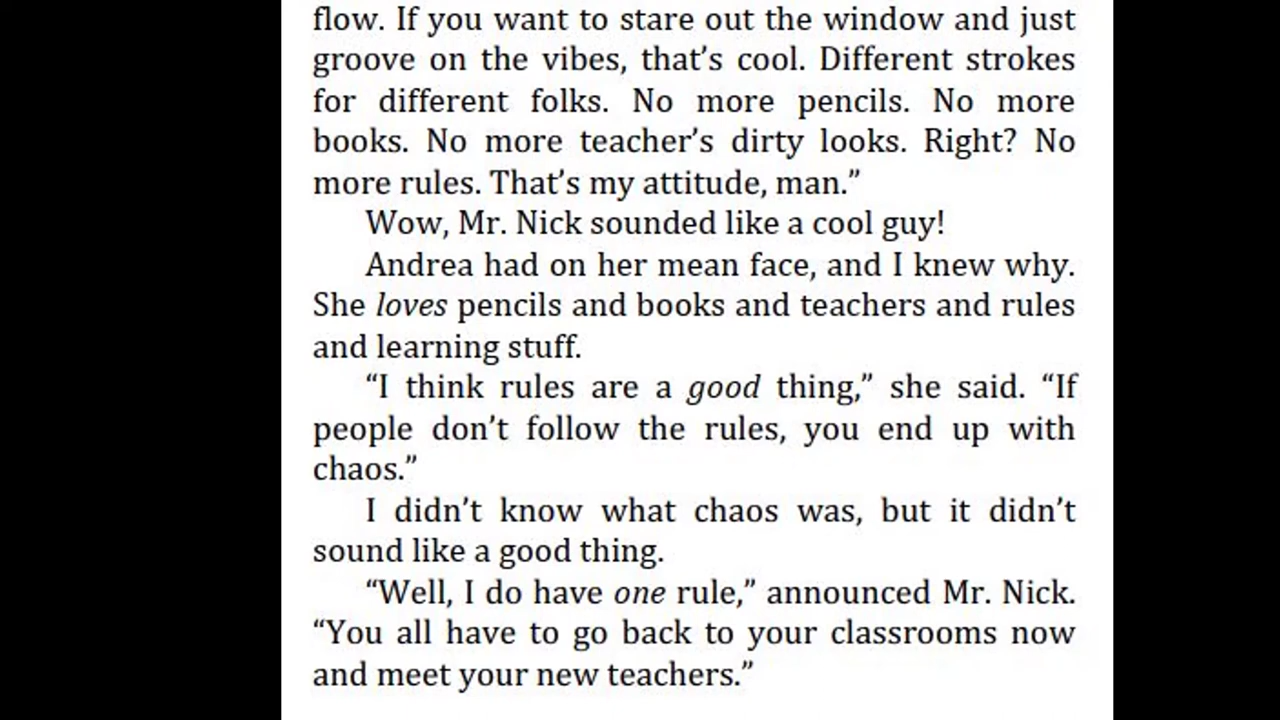 flow. If you want to stare out the window and just
groove on the vibes, that’s cool. Different strokes
for different folks. No more pencils. No more
books. No more teacher’s dirty looks. Right? No
more rules. That’s my attitude, man.”
Wow, Mr. Nick sounded like a cool guy!
Andrea had on her mean face, and I knew why.
She loves pencils and books and teachers and rules
and learning stuff.
“I think rules are a good thing,” she said. “If
people don’t follow the rules, you end up with
chaos.”
I didn’t know what chaos was, but it didn’t
sound like a good thing.
“Well, I do have one rule,” announced Mr. Nick.
“You all have to go back to your classrooms now
and meet your new teachers.”